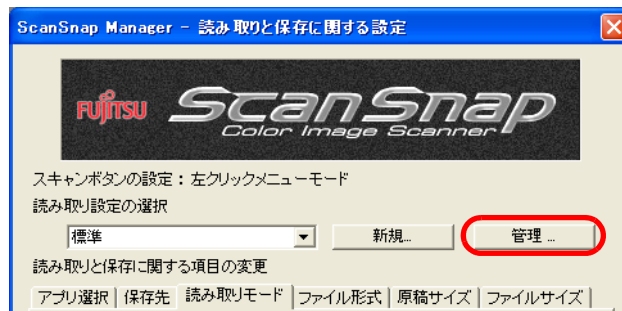 ScanSnap Manager - 読み取りと保存に関する設定
FUJITSU ScanSnap
Color Image Scanner
スキャンボタンの設定：左クリックメニューモード
読み取り設定の選択
標準 新規... 管理 ...
読み取りと保存に関する項目の変更
アプリ選択 保存先 読み取りモード ファイル形式 原稿サイズ ファイルサイズ